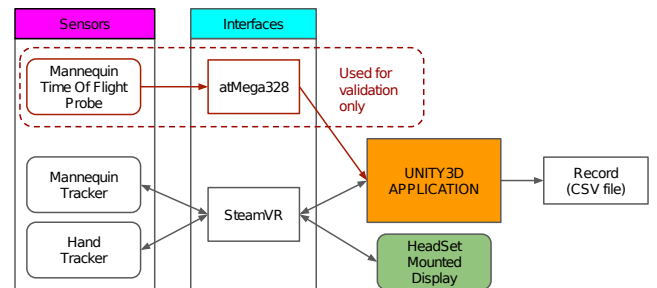 Sensors
Interfaces
Mannequin
Time Of Flight
Probe
atMega328
Used for
validation
only
Mannequin
Tracker
SteamVR
UNITY3D
APPLICATION
Record
(CSV file)
Hand
Tracker
HeadSet
Mounted
Display